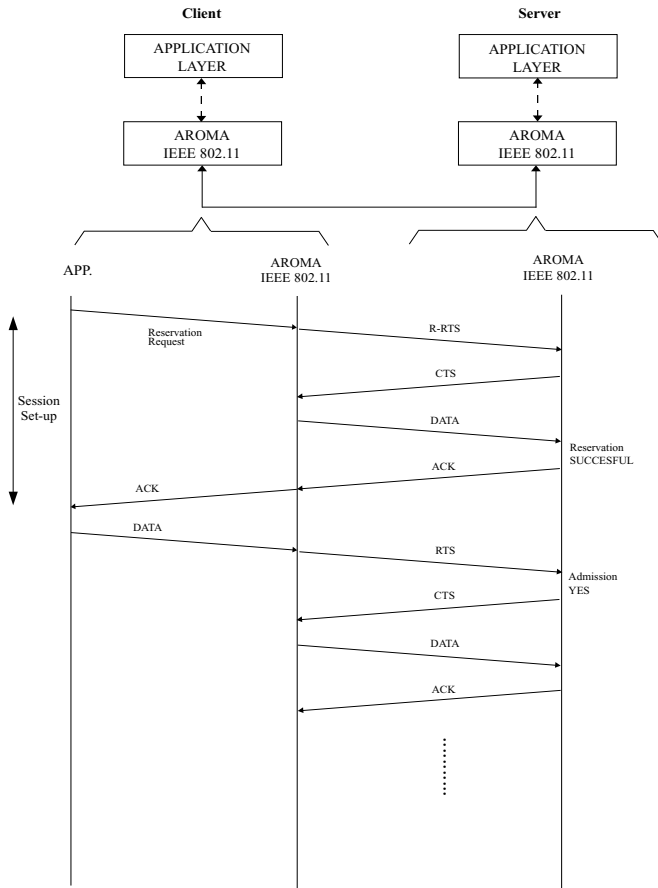 Client
Server
APPLICATION
LAYER
APPLICATION
LAYER
AROMA
IEEE 802.11
AROMA
IEEE 802.11
APP.
AROMA
IEEE 802.11
AROMA
IEEE 802.11
Reservation
Request
R-RTS
CTS
Session
Set-up
DATA
Reservation
SUCCESFUL
ACK
ACK
DATA
RTS
Admission
YES
CTS
DATA
ACK